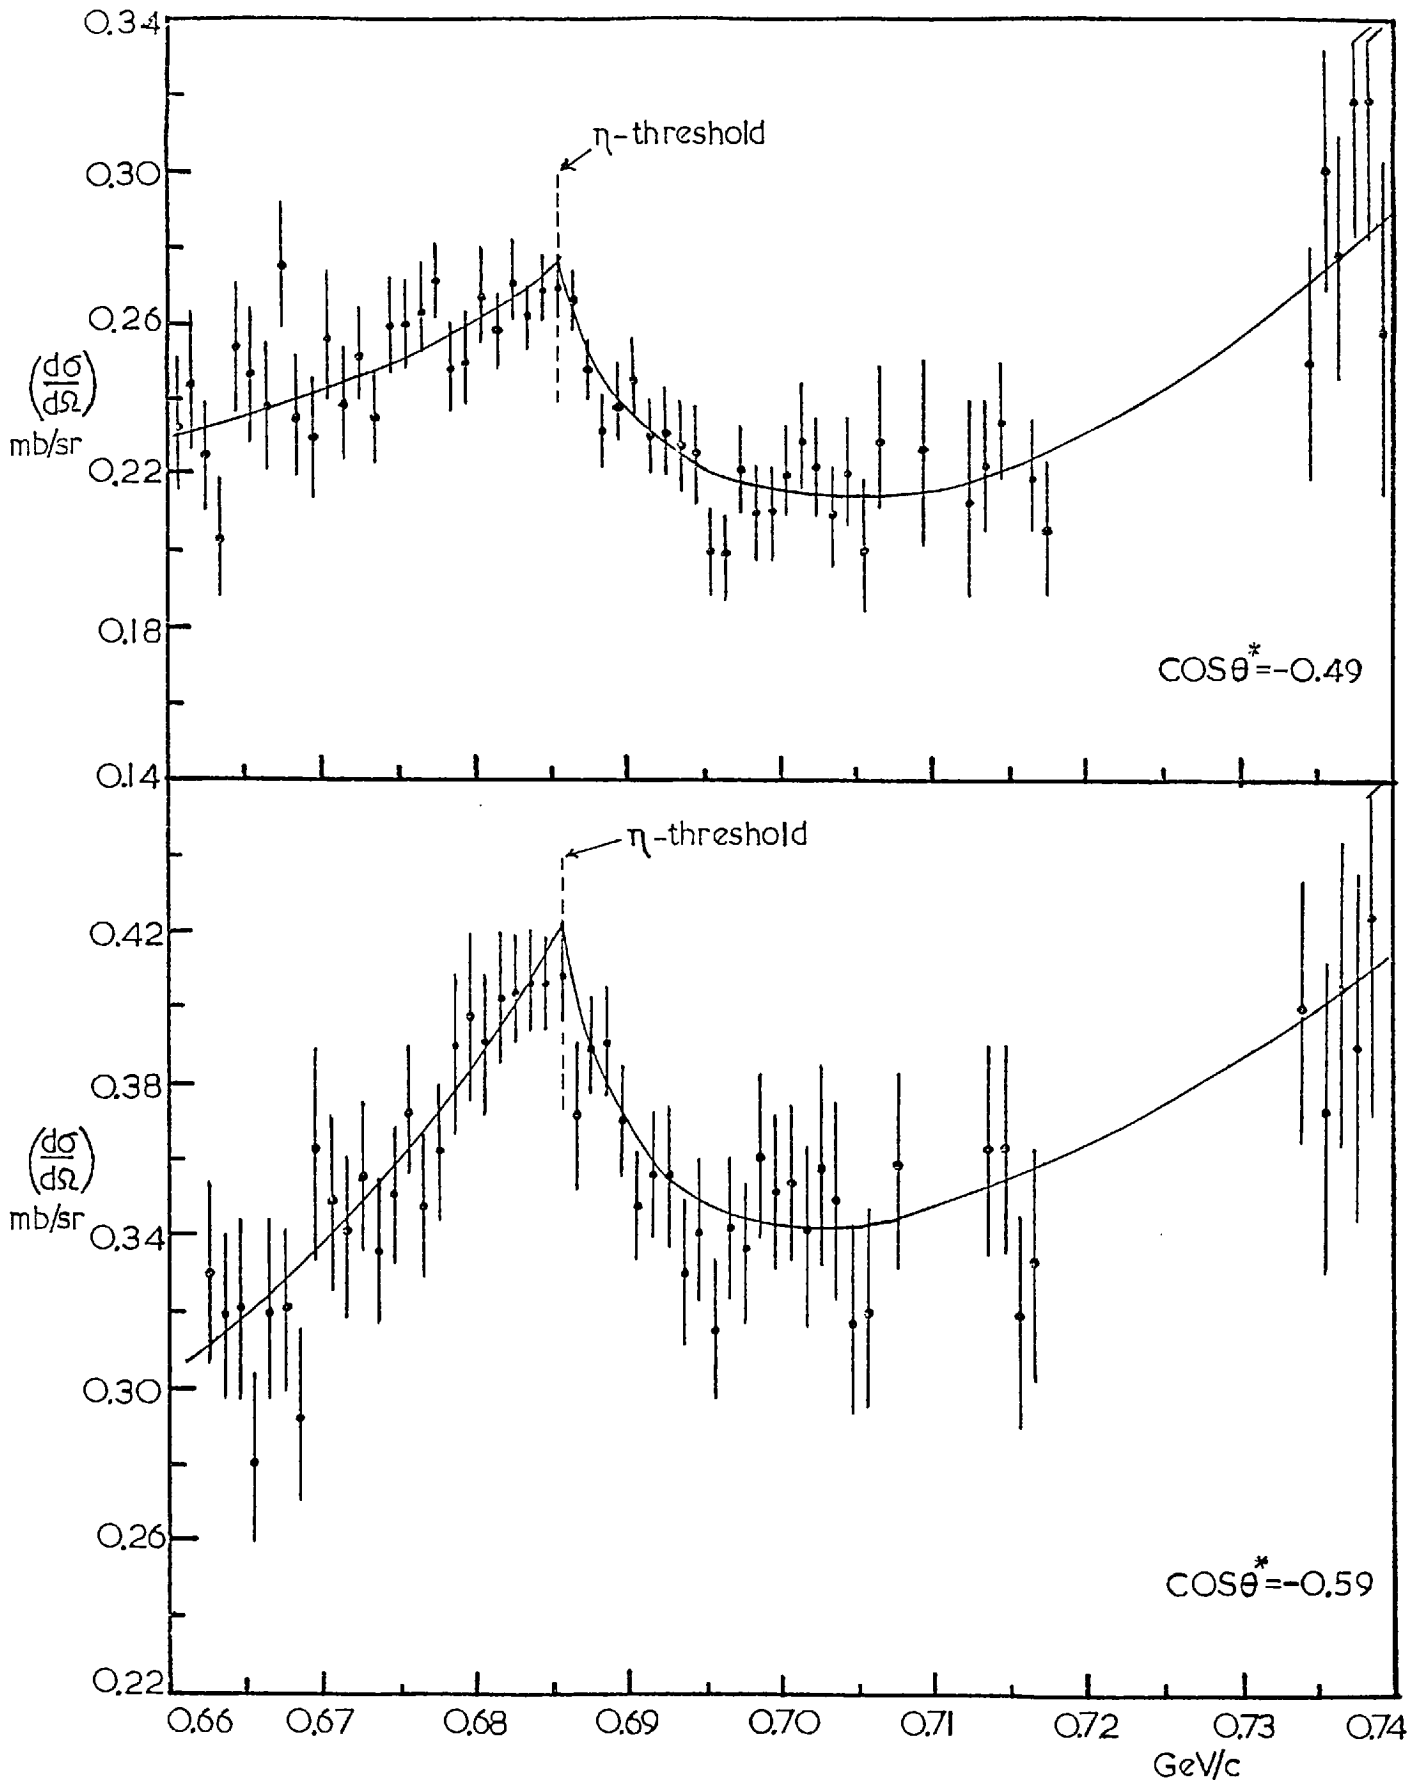 0.34
η-threshold
0.30
0.26
(dσ/dΩ)
mb/sr
0.22
0.18
COSθ*=-0.49
0.14
η-threshold
0.42
0.38
(dσ/dΩ)
mb/sr
0.34
0.30
0.26
COSθ*=-0.59
0.22
0.66 0.67 0.68 0.69 0.70 0.71 0.72 0.73 0.74
GeV/c